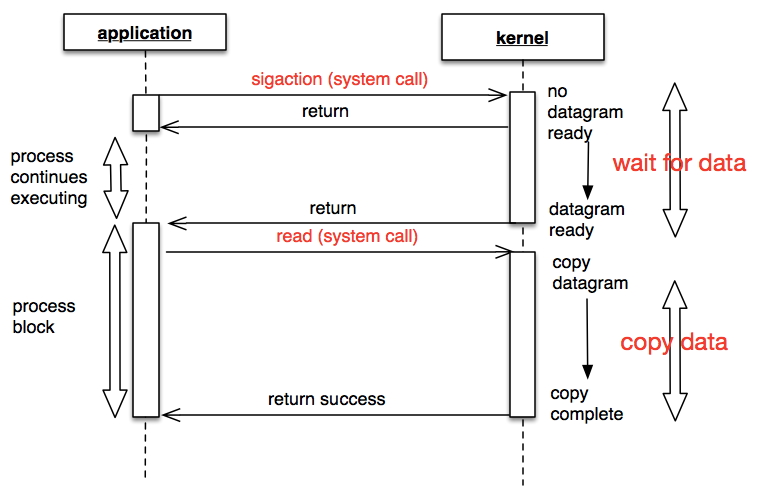 application
kernel
sigaction (system call)
return
no
datagram
ready
process
continues
executing
wait for data
return
datagram
ready
read (system call)
copy
datagram
process
block
copy data
return success
copy
complete